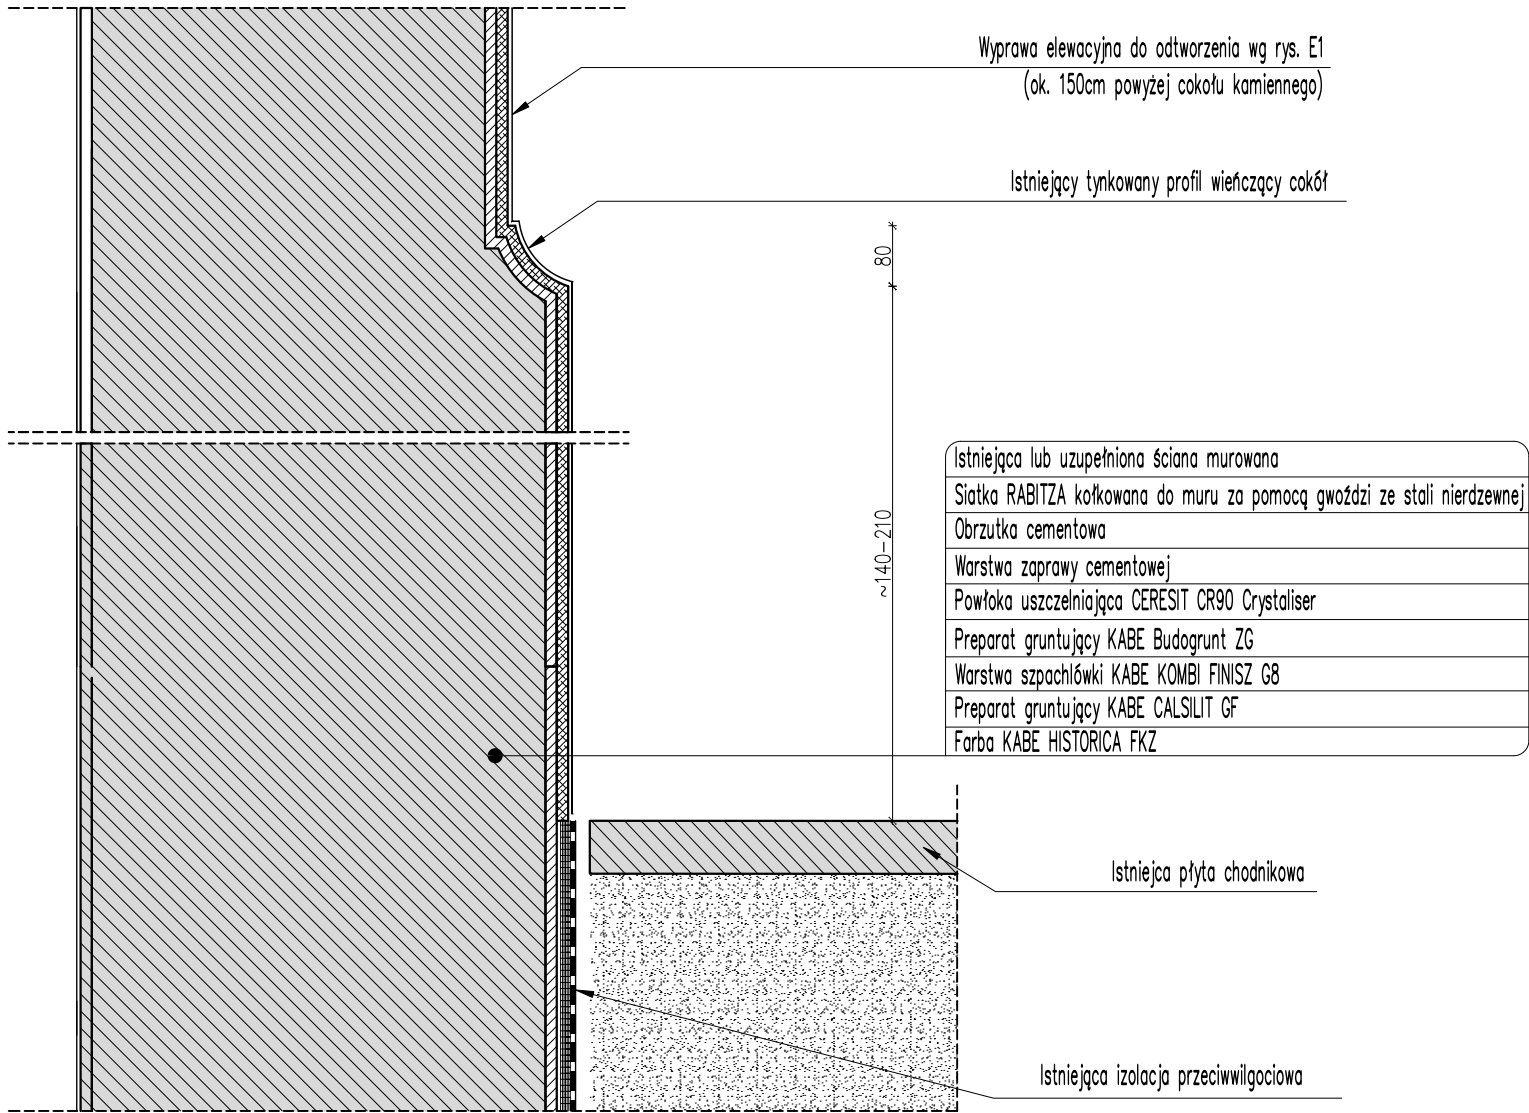 Wyprawa elewacyjna do odtworzenia wg rys. E1
(ok. 150cm powyżej cokołu kamiennego)
Istniejący tynkowany profil wieńczący cokół
80
~140-210
Istniejąca lub uzupełniona ściana murowana
Siatka RABITZA kołkowana do muru za pomocą gwoździ ze stali nierdzewnej
Obrzutka cementowa
Warstwa zaprawy cementowej
Powłoka uszczelniająca CERESIT CR90 Crystaliser
Preparat gruntujący KABE Budogrunt ZG
Warstwa szpachlówki KABE KOMBI FINISZ G8
Preparat gruntujący KABE CALSILIT GF
Farba KABE HISTORICA FKZ
Istniejca płyta chodnikowa
Istniejąca izolacja przeciwwilgociowa